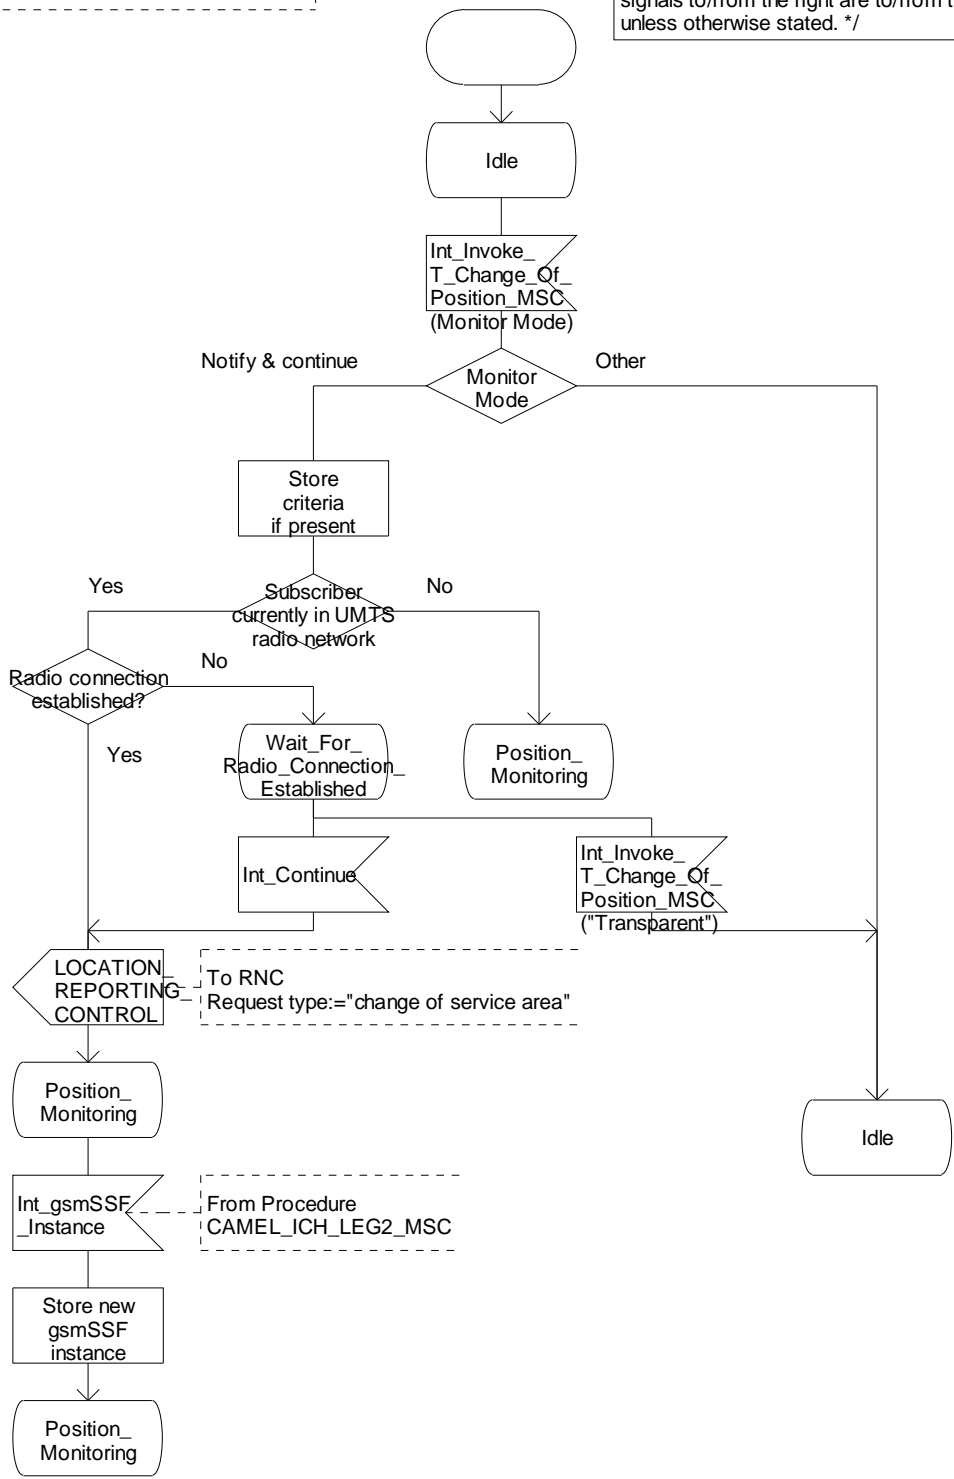 signals to/from the right are to/from t
unless otherwise stated. */
Idle
Int_Invoke_
T_Change_Of_
Position_MSC
(Monitor Mode)
Notify & continue
Other
Monitor
Mode
Store
criteria
if present
Yes
No
Subscriber
currently in UMTS
radio network
No
Radio connection
established?
Yes
Wait_For_
Radio_Connection_
Established
Position_
Monitoring
Int_Continue
Int_Invoke_
T_Change_Of_
Position_MSC
("Transparent")
LOCATION_
REPORTING_
CONTROL
To RNC
Request type:="change of service area"
Position_
Monitoring
Idle
Int_gsmSSF
_Instance
From Procedure
CAMEL_ICH_LEG2_MSC
Store new
gsmSSF
instance
Position_
Monitoring